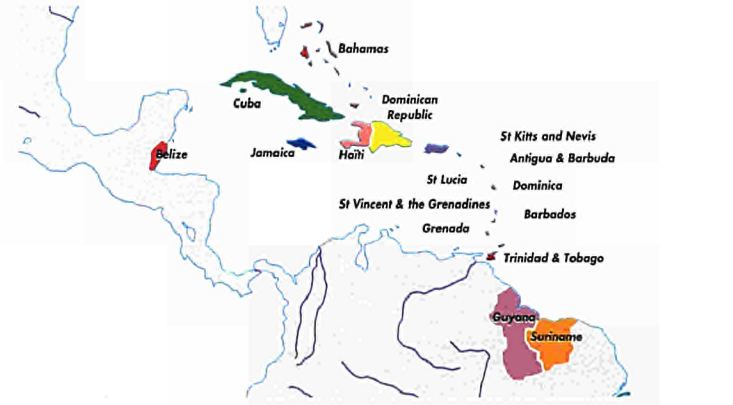 Bahamas
Cuba
Dominican
Republic
St Kitts and Nevis
Jamaica
Haïti
Belize
Antigua & Barbuda
St Lucia
Dominica
St Vincent & the Grenadines
Barbados
Grenada
Trinidad & Tobago
Guyana
Suriname